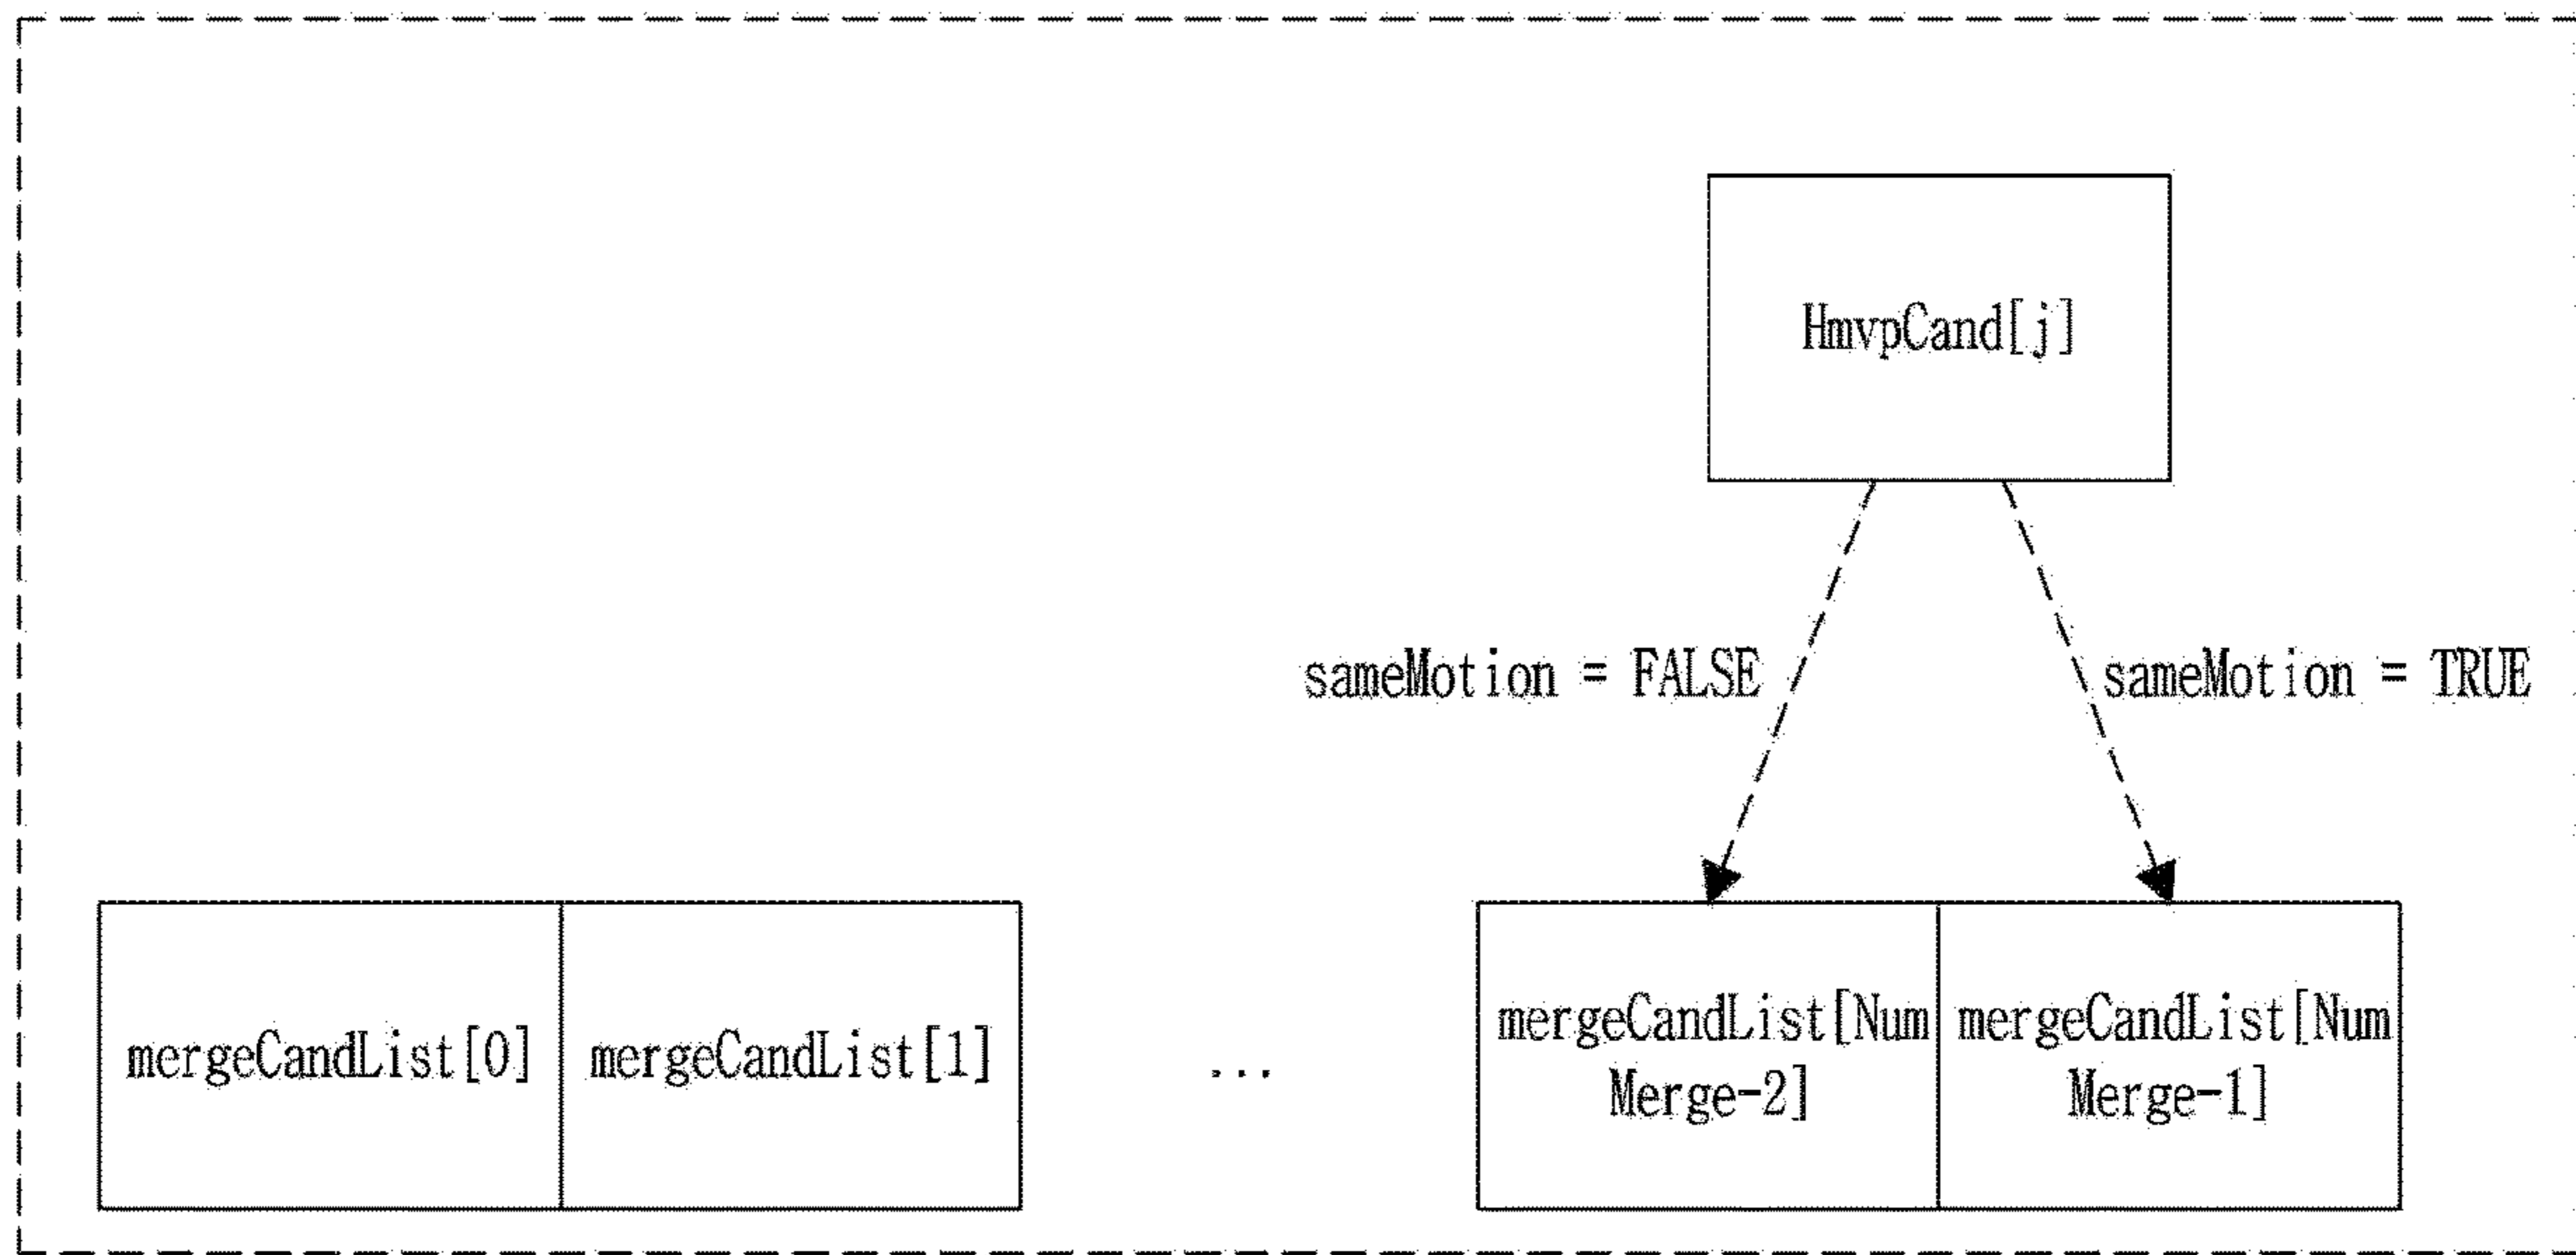 HmvpCand[j]
sameMotion = FALSE
sameMotion = TRUE
mergeCandList[0]
mergeCandList[1]
...
mergeCandList[Num
Merge-2]
mergeCandList[Num
Merge-1]